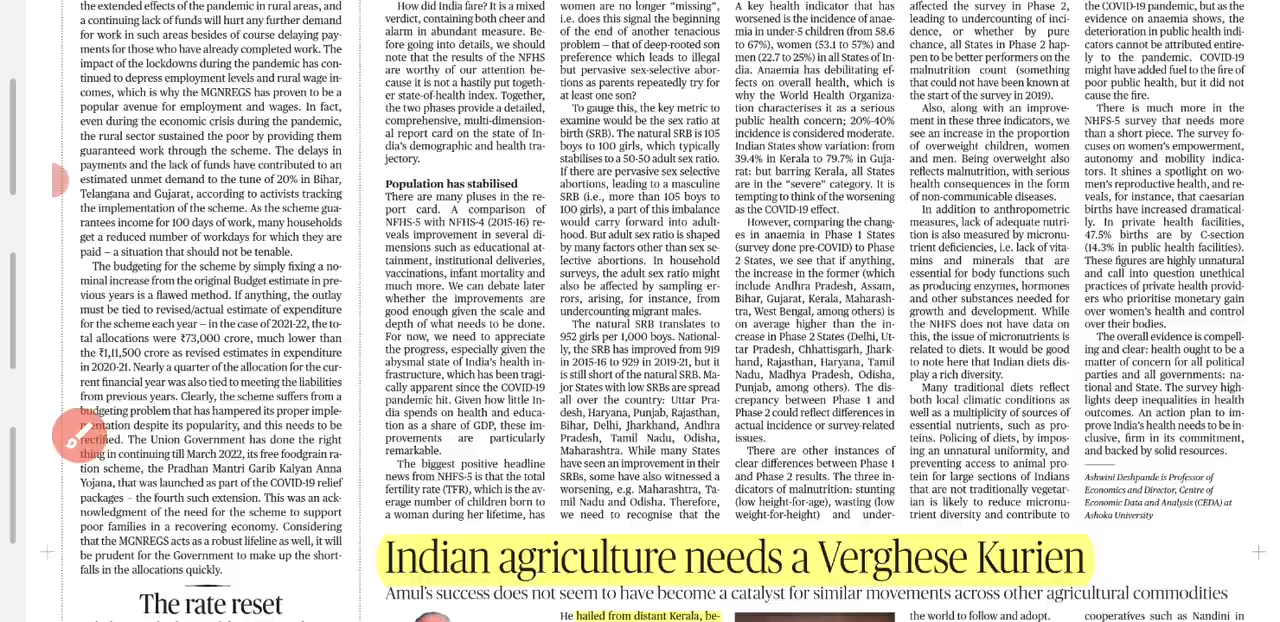 the extended effects of the pandemic in rural areas, and
a continuing lack of funds will hurt any further demand
for work in such areas besides of course delaying pay-
ments for those who have already completed work. The
impact of the lockdowns during the pandemic has con-
tinued to depress employment levels and rural wage in-
comes, which is why the MGNREGS has proven to be a
popular avenue for employment and wages. In fact,
even during the economic crisis during the pandemic,
the rural sector sustained the poor by providing them
guaranteed work through the scheme. The delays in
payments and the lack of funds have contributed to an
estimated unmet demand to the tune of 20% in Bihar,
Telangana and Gujarat, according to activists tracking
the implementation of the scheme. As the scheme gua-
rantees income for 100 days of work, many households
get a reduced number of workdays for which they are
paid – a situation that should not be tenable.
The budgeting for the scheme by simply fixing a no-
minal increase from the original Budget estimate in pre-
vious years is a flawed method. If anything, the outlay
must be tied to revised/actual estimate of expenditure
for the scheme each year – in the case of 2021-22, the to-
tal allocations were ₹73,000 crore, much lower than
the ₹1,11,500 crore as revised estimates in expenditure
in 2020-21. Nearly a quarter of the allocation for the cur-
rent financial year was also tied to meeting the liabilities
from previous years. Clearly, the scheme suffers from a
budgeting problem that has hampered its proper imple-
mentation despite its popularity, and this needs to be
rectified. The Union Government has done the right
thing in continuing till March 2022, its free foodgrain ra-
tion scheme, the Pradhan Mantri Garib Kalyan Anna
Yojana, that was launched as part of the COVID-19 relief
packages – the fourth such extension. This was an ack-
nowledgment of the need for the scheme to support
poor families in a recovering economy. Considering
that the MGNREGS acts as a robust lifeline as well, it will
be prudent for the Government to make up the short-
falls in the allocations quickly.
The rate reset
How did India fare? It is a mixed
verdict, containing both cheer and
alarm in abundant measure. Be-
fore going into details, we should
note that the results of the NFHS
are worthy of our attention be-
cause it is not a hastily put togeth-
er state-of-health index. Together,
the two phases provide a detailed,
comprehensive, multi-dimension-
al report card on the state of In-
dia's demographic and health tra-
jectory.
Population has stabilised
There are many pluses in the re-
port card. A comparison of
NFHS-5 with NFHS-4 (2015-16) re-
veals improvement in several di-
mensions such as educational at-
tainment, institutional deliveries,
vaccinations, infant mortality and
much more. We can debate later
whether the improvements are
good enough given the scale and
depth of what needs to be done.
For now, we need to appreciate
the progress, especially given the
abysmal state of India's health in-
frastructure, which has been tragi-
cally apparent since the COVID-19
pandemic hit. Given how little In-
dia spends on health and educa-
tion as a share of GDP, these im-
provements are particularly
remarkable.
The biggest positive headline
news from NHFS-5 is that the total
fertility rate (TFR), which is the av-
erage number of children born to
a woman during her lifetime, has
women are no longer "missing",
i.e. does this signal the beginning
of the end of another tenacious
problem – that of deep-rooted son
preference which leads to illegal
but pervasive sex-selective abor-
tions as parents repeatedly try for
at least one son?
To gauge this, the key metric to
examine would be the sex ratio at
birth (SRB). The natural SRB is 105
boys to 100 girls, which typically
stabilises to a 50-50 adult sex ratio.
If there are pervasive sex selective
abortions, leading to a masculine
SRB (i.e., more than 105 boys to
100 girls), a part of this imbalance
would carry forward into adult-
hood. But adult sex ratio is shaped
by many factors other than sex se-
lective abortions. In household
surveys, the adult sex ratio might
also be affected by sampling er-
rors, arising, for instance, from
undercounting migrant males.
The natural SRB translates to
952 girls per 1,000 boys. National-
ly, the SRB has improved from 919
in 2015-16 to 929 in 2019-21, but it
is still short of the natural SRB. Ma-
jor States with low SRBs are spread
all over the country: Uttar Pra-
desh, Haryana, Punjab, Rajasthan,
Bihar, Delhi, Jharkhand, Andhra
Pradesh, Tamil Nadu, Odisha,
Maharashtra. While many States
have seen an improvement in their
SRBs, some have also witnessed a
worsening, e.g. Maharashtra, Ta-
mil Nadu and Odisha. Therefore,
we need to recognise that the
A key health indicator that has
worsened is the incidence of anae-
mia in under-5 children (from 58.6
to 67%), women (53.1 to 57%) and
men (22.7 to 25%) in all States of In-
dia. Anaemia has debilitating ef-
fects on overall health, which is
why the World Health Organiza-
tion characterises it as a serious
public health concern; 20%-40%
incidence is considered moderate.
Indian States show variation: from
39.4% in Kerala to 79.7% in Guja-
rat: but barring Kerala, all States
are in the "severe" category. It is
tempting to think of the worsening
as the COVID-19 effect.
However, comparing the chang-
es in anaemia in Phase 1 States
(survey done pre-COVID) to Phase
2 States, we see that if anything,
the increase in the former (which
include Andhra Pradesh, Assam,
Bihar, Gujarat, Kerala, Maharash-
tra, West Bengal, among others) is
on average higher than the in-
crease in Phase 2 States (Delhi, Ut-
tar Pradesh, Chhattisgarh, Jhark-
hand, Rajasthan, Haryana, Tamil
Nadu, Madhya Pradesh, Odisha,
Punjab, among others). The dis-
crepancy between Phase 1 and
Phase 2 could reflect differences in
actual incidence or survey-related
issues.
There are other instances of
clear differences between Phase I
and Phase 2 results. The three in-
dicators of malnutrition: stunting
(low height-for-age), wasting (low
weight-for-height) and under-
affected the survey in Phase 2,
leading to undercounting of inci-
dence, or whether by pure
chance, all States in Phase 2 hap-
pen to be better performers on the
malnutrition count (something
that could not have been known at
the start of the survey in 2019).
Also, along with an improve-
ment in these three indicators, we
see an increase in the proportion
of overweight children, women
and men. Being overweight also
reflects malnutrition, with serious
health consequences in the form
of non-communicable diseases.
In addition to anthropometric
measures, lack of adequate nutri-
tion is also measured by micronu-
trient deficiencies, i.e. lack of vita-
mins and minerals that are
essential for body functions such
as producing enzymes, hormones
and other substances needed for
growth and development. While
the NFHS does not have data on
this, the issue of micronutrients is
related to diets. It would be good
to note here that Indian diets dis-
play a rich diversity.
Many traditional diets reflect
both local climatic conditions as
well as a multiplicity of sources of
essential nutrients, such as pro-
teins. Policing of diets, by impos-
ing an unnatural uniformity, and
preventing access to animal pro-
tein for large sections of Indians
that are not traditionally vegetar-
ian is likely to reduce micronu-
trient diversity and contribute to
the COVID-19 pandemic, but as the
evidence on anaemia shows, the
deterioration in public health indi-
cators cannot be attributed entire-
ly to the pandemic. COVID-19
might have added fuel to the fire of
poor public health, but it did not
cause the fire.
There is much more in the
NHFS-5 survey that needs more
than a short piece. The survey fo-
cuses on women's empowerment,
autonomy and mobility indica-
tors. It shines a spotlight on wo-
men's reproductive health, and re-
veals, for instance, that caesarian
births have increased dramatical-
ly. In private health facilities,
47.5% births are by C-section
(14.3% in public health facilities).
These figures are highly unnatural
and call into question unethical
practices of private health provid-
ers who prioritise monetary gain
over women's health and control
over their bodies.
The overall evidence is compell-
ing and clear: health ought to be a
matter of concern for all political
parties and all governments: na-
tional and State. The survey high-
lights deep inequalities in health
outcomes. An action plan to im-
prove India's health needs to be in-
clusive, firm in its commitment,
and backed by solid resources.
Ashwini Deshpande is Professor of
Economics and Director, Centre of
Economic Data and Analysis (CEDA) at
Ashoka University
Indian agriculture needs a Verghese Kurien
Amul's success does not seem to have become a catalyst for similar movements across other agricultural commodities
He hailed from distant Kerala, be-
the world to follow and adopt.
cooperatives such as Nandini in